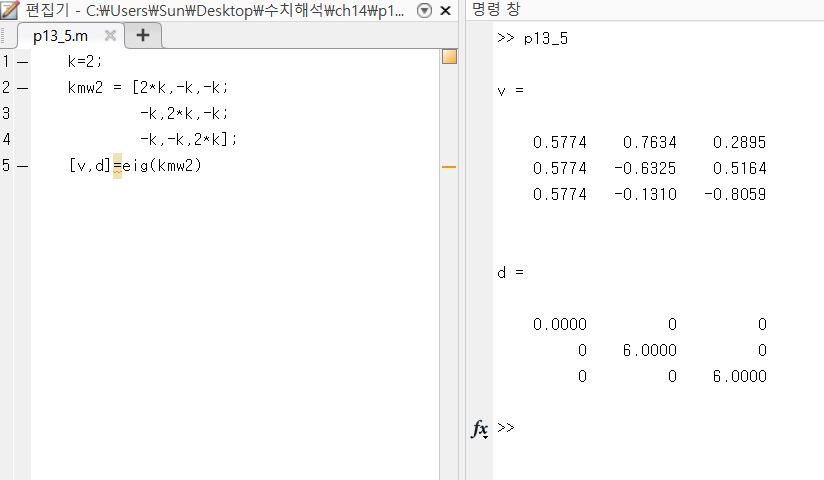 편집기 - C:₩Users₩Sun₩Desktop₩수치해석₩ch14₩p1...
p13_5.m
1 k=2;
2 kmw2 = [2*k,-k,-k;
3 -k,2*k,-k;
4 -k,-k,2*k];
5 [v,d]=eig(kmw2)
명령 창
>> p13_5
v =
0.5774 0.7634 0.2895
0.5774 -0.6325 0.5164
0.5774 -0.1310 -0.8059
d =
0.0000 0 0
0 6.0000 0
0 0 6.0000
fx >>